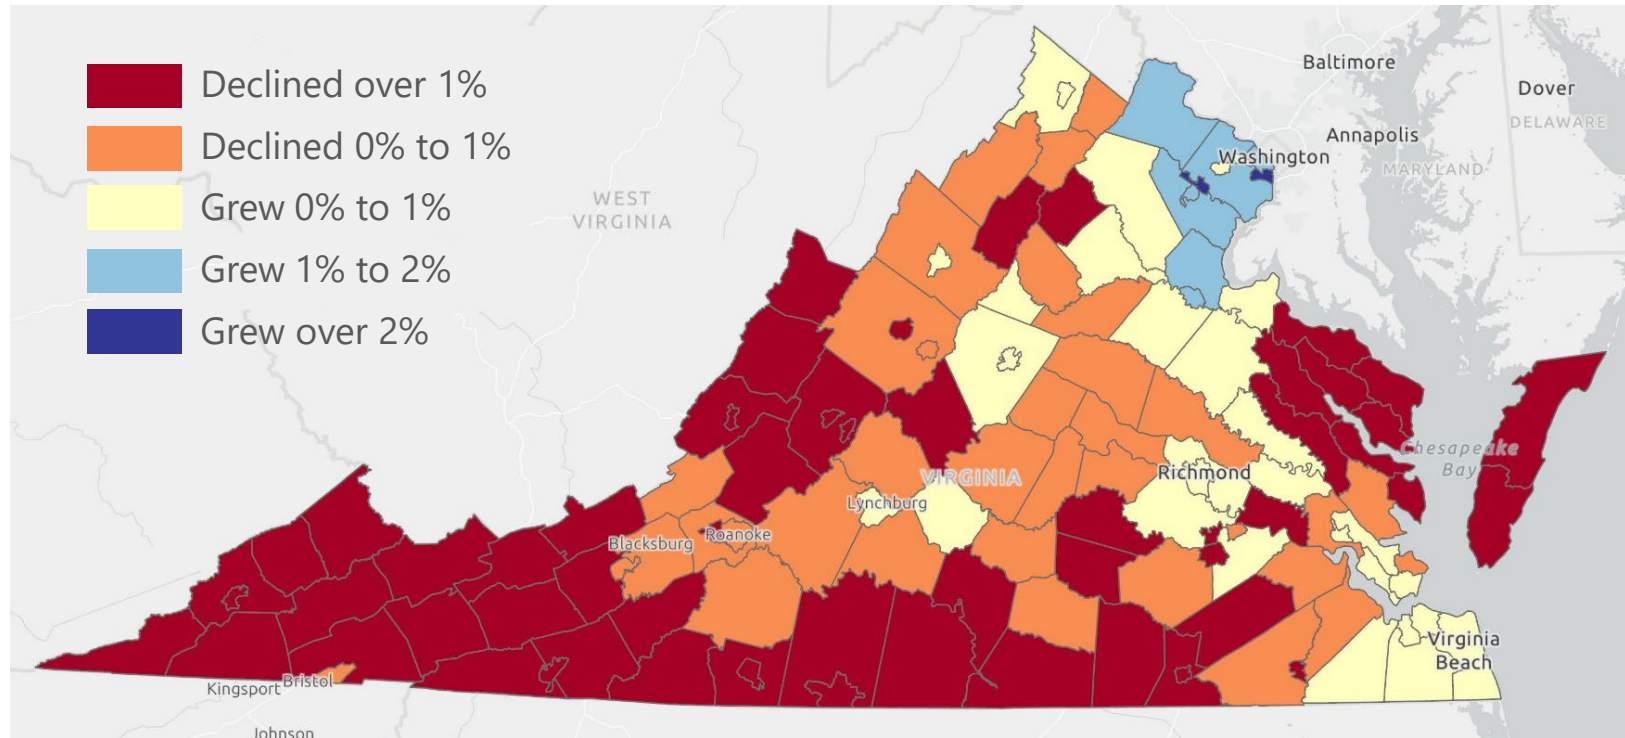 Declined over 1%
Declined 0% to 1%
Grew 0% to 1%
Grew 1% to 2%
Grew over 2%
Baltimore
Dover
DELAWARE
Annapolis
Washington
MARYLAND
WEST
VIRGINIA
Chesapeake
Bay
Richmond
VIRGINIA
Lynchburg
Roanoke
Blacksburg
Virginia
Beach
Bristol
Kingsport
Johnson